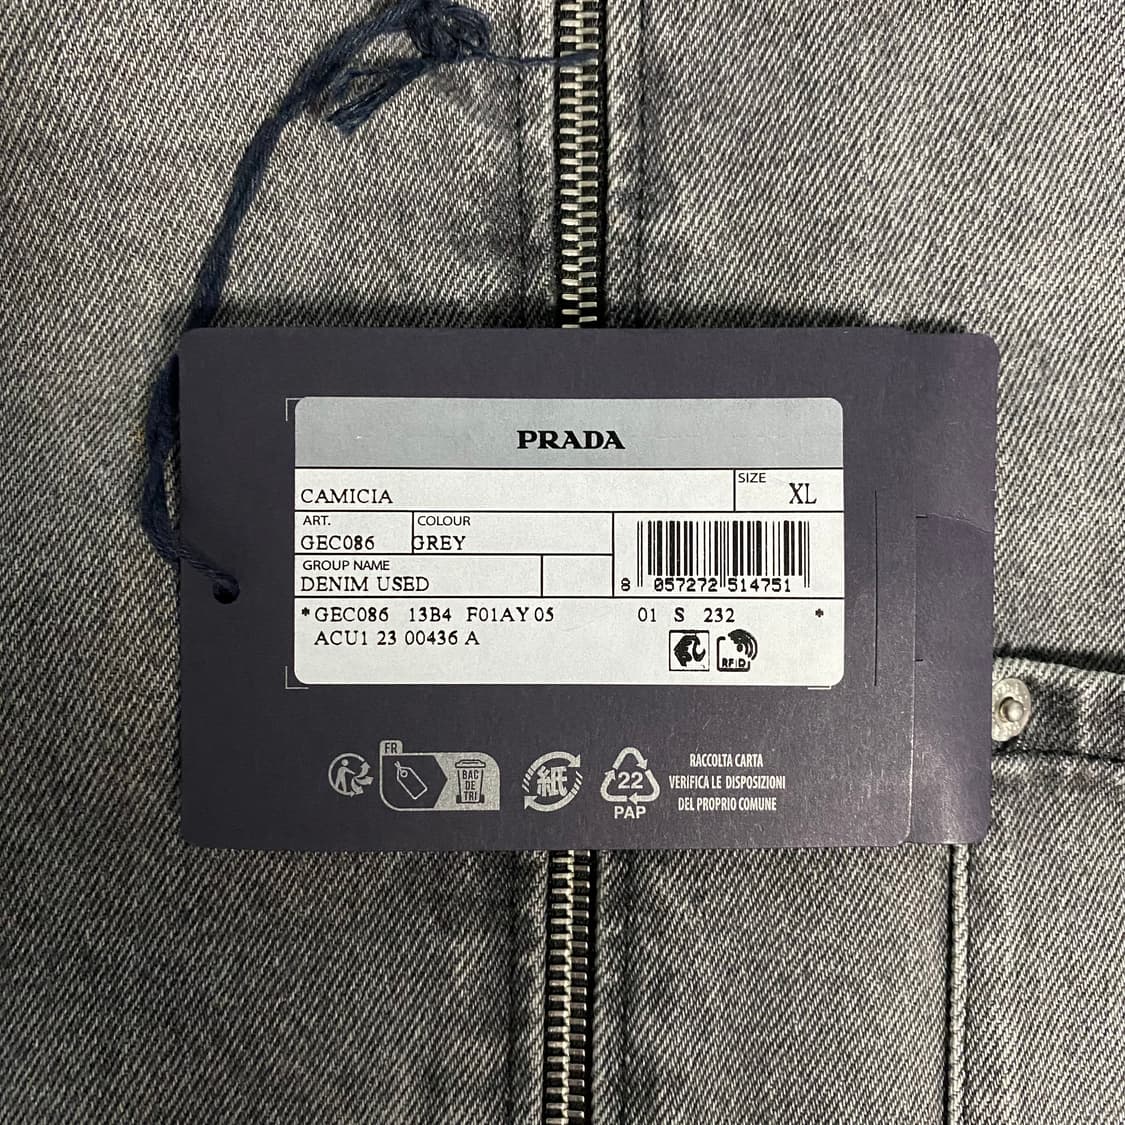 PRADA
CAMICIA
SIZE
XL
ART.
GEC086
COLOUR
GREY
GROUP NAME
DENIM USED
8 057272 514751
* GEC086 13B4 F01AY 05 01 S 232 *
ACU1 23 00436 A
RFID
FR
BAC
DE
TRI
紙
22
PAP
RACCOLTA CARTA
VERIFICA LE DISPOSIZIONI
DEL PROPRIO COMUNE